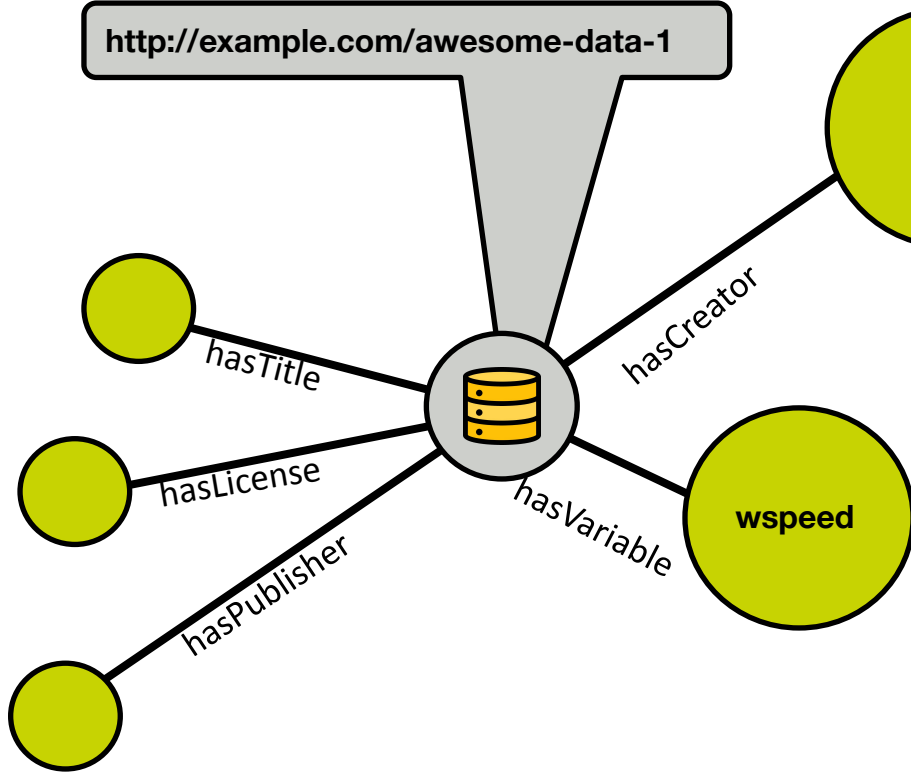 http://example.com/awesome-data-1
hasCreator
hasTitle
hasLicense
hasVariable
wspeed
hasPublisher